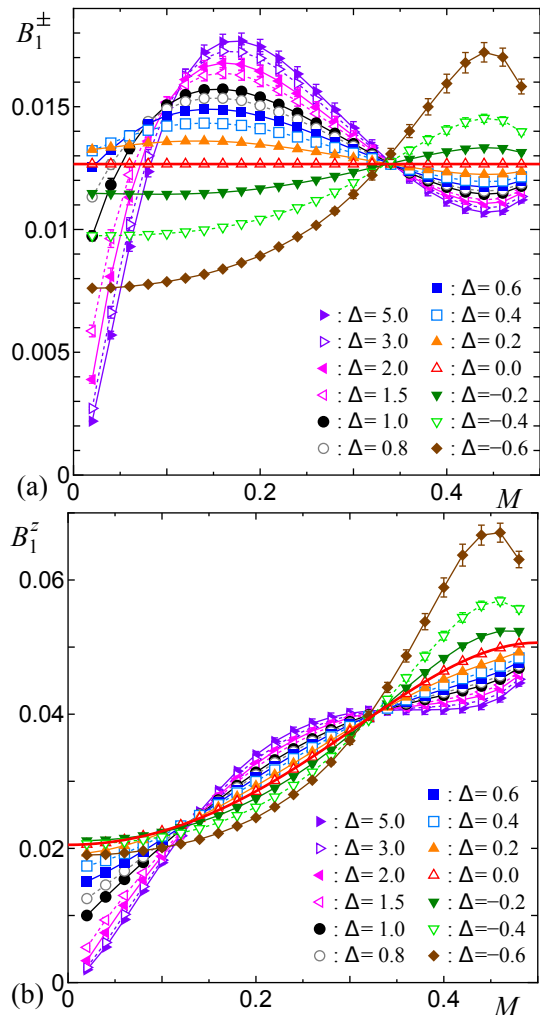 B₁^±
0.015
0.01
0.005
0
: Δ= 5.0
: Δ= 3.0
: Δ= 2.0
: Δ= 1.5
: Δ= 1.0
: Δ= 0.8
: Δ= 0.6
: Δ= 0.4
: Δ= 0.2
: Δ= 0.0
: Δ=−0.2
: Δ=−0.4
: Δ=−0.6
(a) 0 0.2 0.4 M
B₁^z
0.06
0.04
0.02
0
: Δ= 5.0
: Δ= 3.0
: Δ= 2.0
: Δ= 1.5
: Δ= 1.0
: Δ= 0.8
: Δ= 0.6
: Δ= 0.4
: Δ= 0.2
: Δ= 0.0
: Δ=−0.2
: Δ=−0.4
: Δ=−0.6
(b) 0 0.2 0.4 M